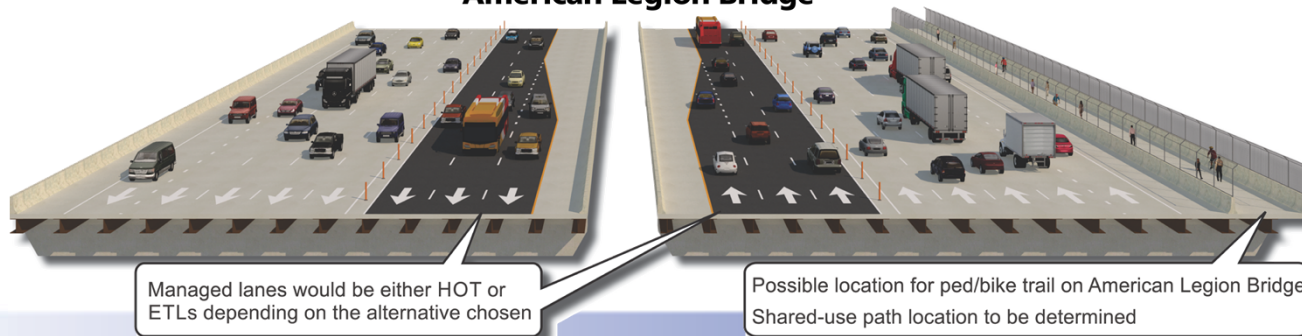 American Legion Bridge
Managed lanes would be either HOT or
ETLs depending on the alternative chosen
Possible location for ped/bike trail on American Legion Bridge
Shared-use path location to be determined